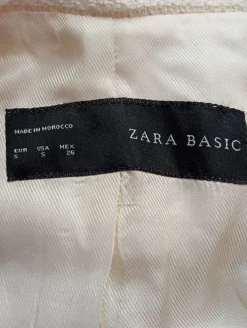 MADE IN MOROCCO
ZARA BASIC
EUR USA MEX
S S 26